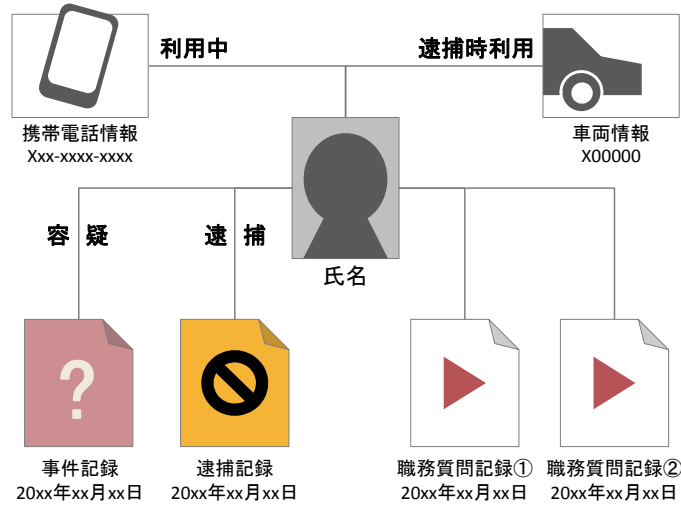 利用中
逮捕時利用
携帯電話情報
Xxx-xxxx-xxxx
車両情報
X00000
容 疑
逮 捕
氏名
?
事件記録
20xx年xx月xx日
逮捕記録
20xx年xx月xx日
職務質問記録①
20xx年xx月xx日
職務質問記録②
20xx年xx月xx日